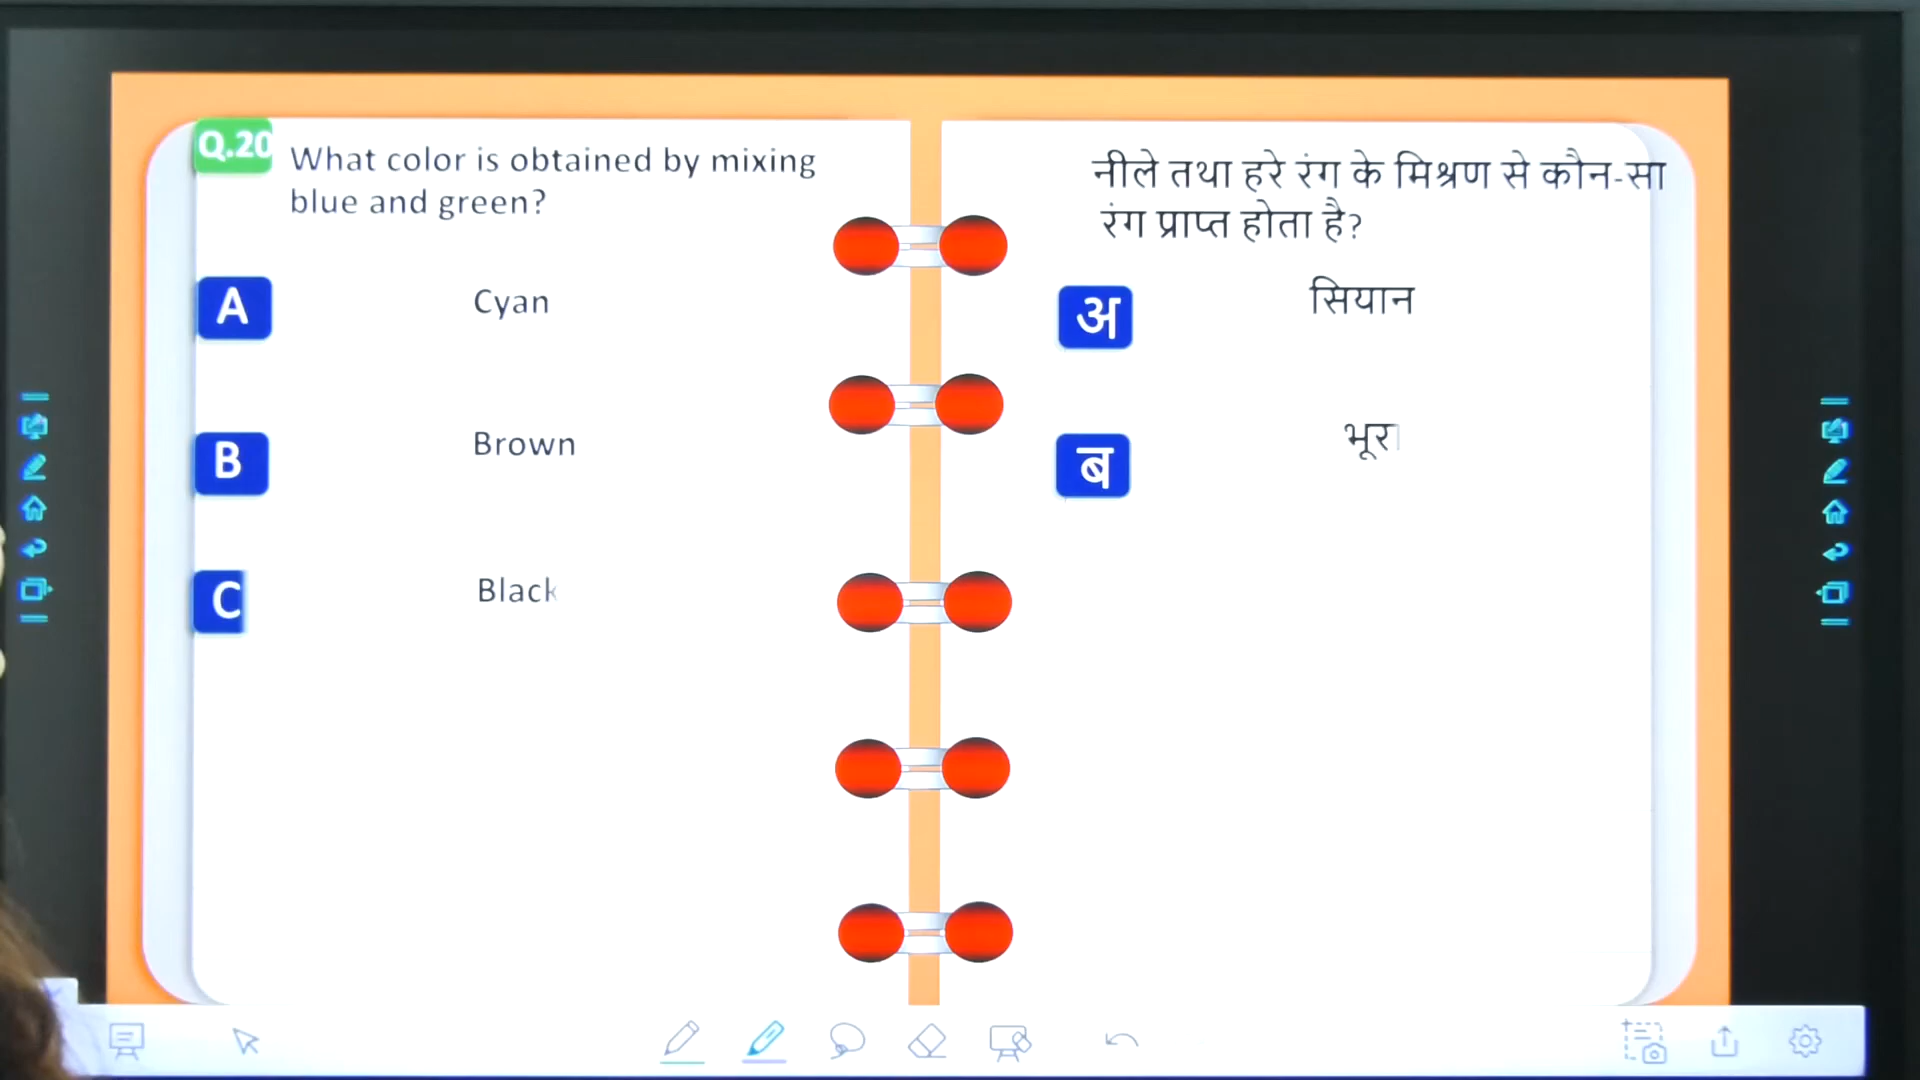 Q.20
What color is obtained by mixing
blue and green?
A
Cyan
B
Brown
C
Black
नीले तथा हरे रंग के मिश्रण से कौन-सा
रंग प्राप्त होता है?
अ
सियान
ब
भूरा